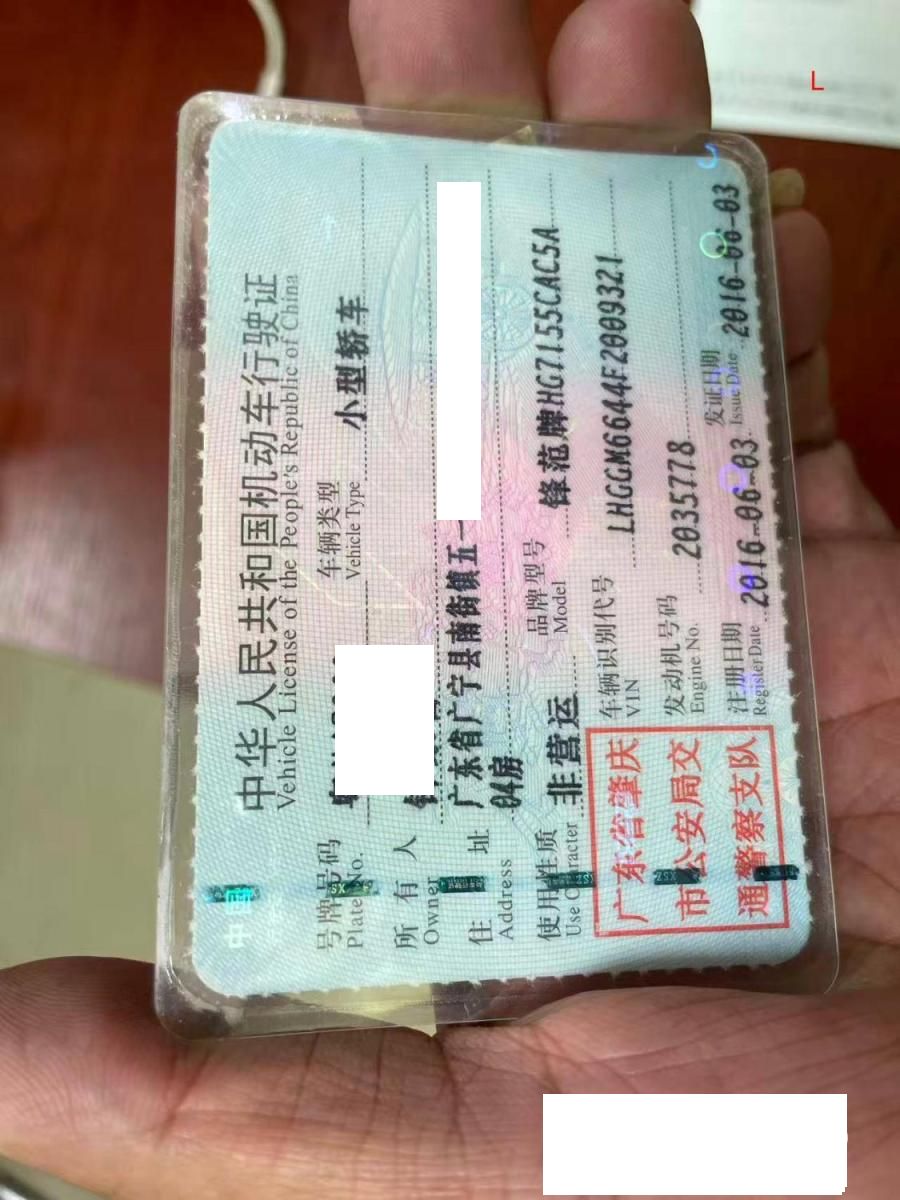 中华人民共和国机动车行驶证
Vehicle License of the People's Republic of China
号牌号码
Plate No.
车辆类型 小型轿车
Vehicle Type
所有人
Owner
住址 广东省广宁县南街镇五一
Address 04房
使用性质 非营运
Use Character
品牌型号 锋范牌HG7155CAC5A
Model
车辆识别代号 LHGGM6644F2009321
VIN
发动机号码 2035778
Engine No.
注册日期 2016-06-03
Register Date
发证日期 2016-06-03
Issue Date
广东省肇庆
市公安局交
通警察支队
中国
L